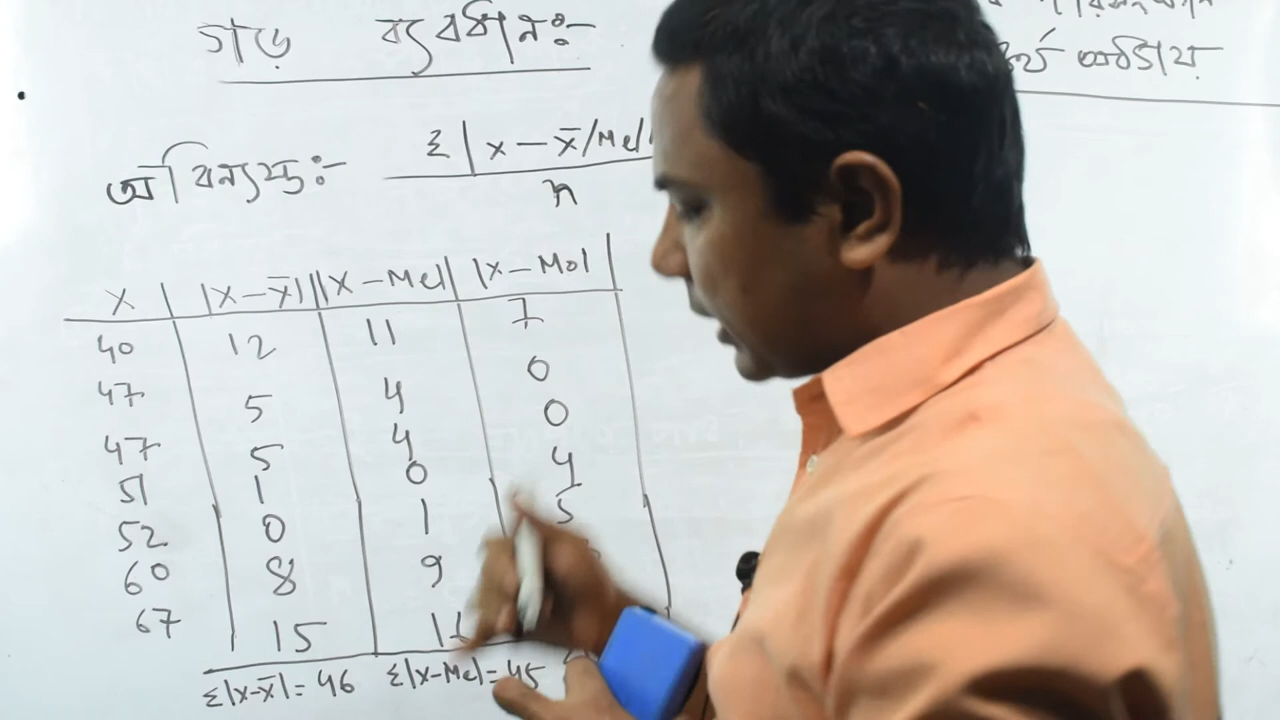 গড় ব্যবধান:-
অবিন্যস্ত:- Σ|x-x̄/Me|
n
x |x-x̄| |x-Me| |x-Mo|
40 12 11 7
47 5 4 0
47 5 4 0
51 1 0 4
52 0 1 5
60 8 9
67 15
Σ|x-x̄|= 46 Σ|x-Me|= 45